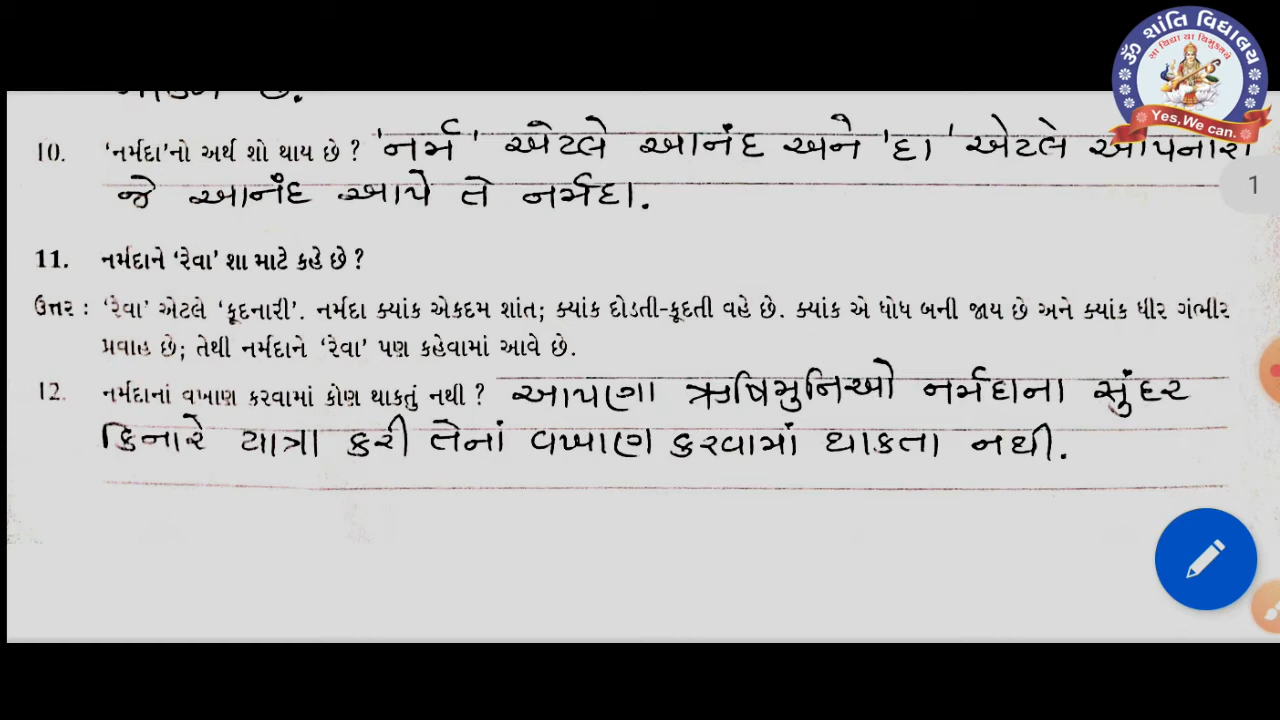 ૐ શાંતિ વિદ્યાલય
Yes, We can.
છે.
10. 'નર્મદા'નો અર્થ શો થાય છે ? 'નર્મ' એટલે આનંદ અને 'દા' એટલે આપનારી
જે આનંદ આપે તે નર્મદા.
1
11. નર્મદાને 'રેવા' શા માટે કહે છે ?
ઉત્તર : 'રેવા' એટલે 'કૂદનારી'. નર્મદા ક્યાંક એકદમ શાંત; ક્યાંક દોડતી-કૂદતી વહે છે. ક્યાંક એ ધોધ બની જાય છે અને ક્યાંક ધીર ગંભીર
પ્રવાહ છે; તેથી નર્મદાને 'રેવા' પણ કહેવામાં આવે છે.
12. નર્મદાનાં વખાણ કરવામાં કોણ થાકતું નથી ? આપણા ઋષિમુનિઓ નર્મદાના સુંદર
કિનારે યાત્રા કરી તેનાં વખાણ કરવામાં થાકતા નથી.